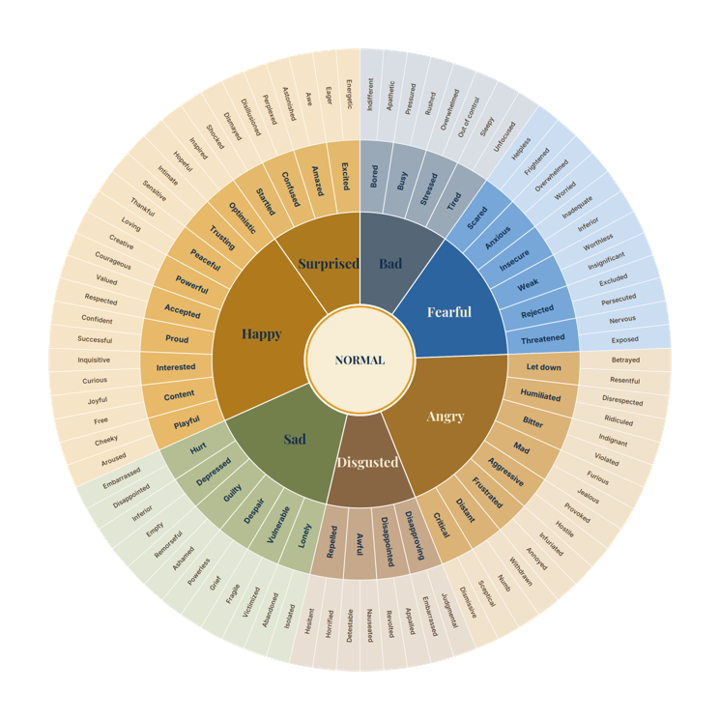 NORMAL
Bad
Fearful
Angry
Disgusted
Sad
Happy
Surprised
Bored
Busy
Stressed
Tired
Scared
Anxious
Insecure
Weak
Rejected
Threatened
Let down
Humiliated
Bitter
Mad
Aggressive
Frustrated
Distant
Critical
Disapproving
Disappointed
Awful
Repelled
Lonely
Vulnerable
Despair
Guilty
Depressed
Hurt
Playful
Content
Interested
Proud
Accepted
Powerful
Peaceful
Trusting
Optimistic
Startled
Confused
Amazed
Excited
Indifferent
Apathetic
Pressured
Rushed
Overwhelmed
Out of control
Sleepy
Unfocused
Helpless
Frightened
Overwhelmed
Worried
Inadequate
Inferior
Worthless
Insignificant
Excluded
Persecuted
Nervous
Exposed
Betrayed
Resentful
Disrespected
Ridiculed
Indignant
Violated
Furious
Jealous
Provoked
Hostile
Infuriated
Annoyed
Withdrawn
Numb
Sceptical
Dismissive
Judgmental
Embarrassed
Appalled
Revolted
Nauseated
Detestable
Horrified
Hesitant
Isolated
Abandoned
Victimized
Fragile
Grief
Powerless
Ashamed
Remorseful
Empty
Inferior
Disappointed
Embarrassed
Aroused
Cheeky
Free
Joyful
Curious
Inquisitive
Successful
Confident
Respected
Valued
Courageous
Creative
Loving
Thankful
Sensitive
Intimate
Hopeful
Inspired
Shocked
Dismayed
Disillusioned
Perplexed
Astonished
Awe
Eager
Energetic